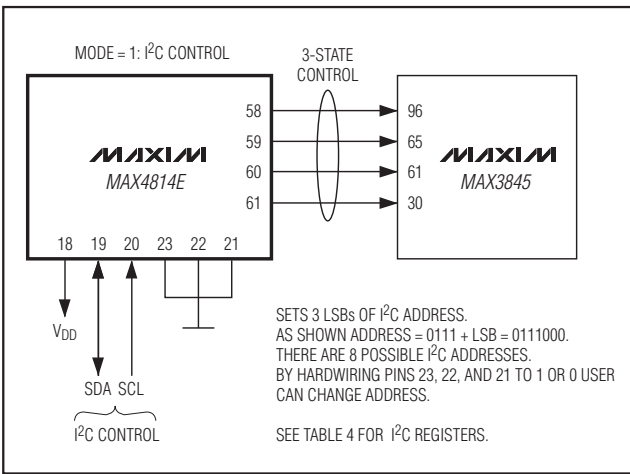 MODE = 1: I2C CONTROL
3-STATE
CONTROL
58
59
60
61
96
65
61
30
MAXIM
MAX4814E
MAXIM
MAX3845
18 19 20 23 22 21
VDD
SDA SCL
I2C CONTROL
SETS 3 LSBs OF I2C ADDRESS.
AS SHOWN ADDRESS = 0111 + LSB = 0111000.
THERE ARE 8 POSSIBLE I2C ADDRESSES.
BY HARDWIRING PINS 23, 22, AND 21 TO 1 OR 0 USER
CAN CHANGE ADDRESS.
SEE TABLE 4 FOR I2C REGISTERS.